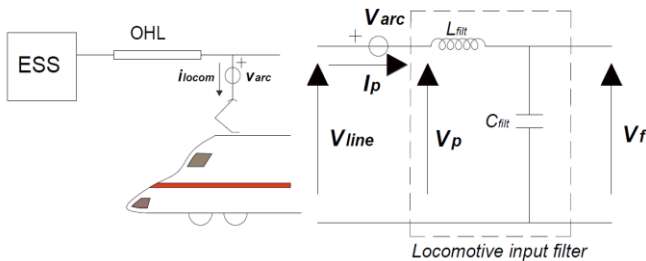 OHL
ESS
+
ilocom
varc
Varc
+
Lfilt
Ip
Vline
Vp
Cfilt
Vf
Locomotive input filter